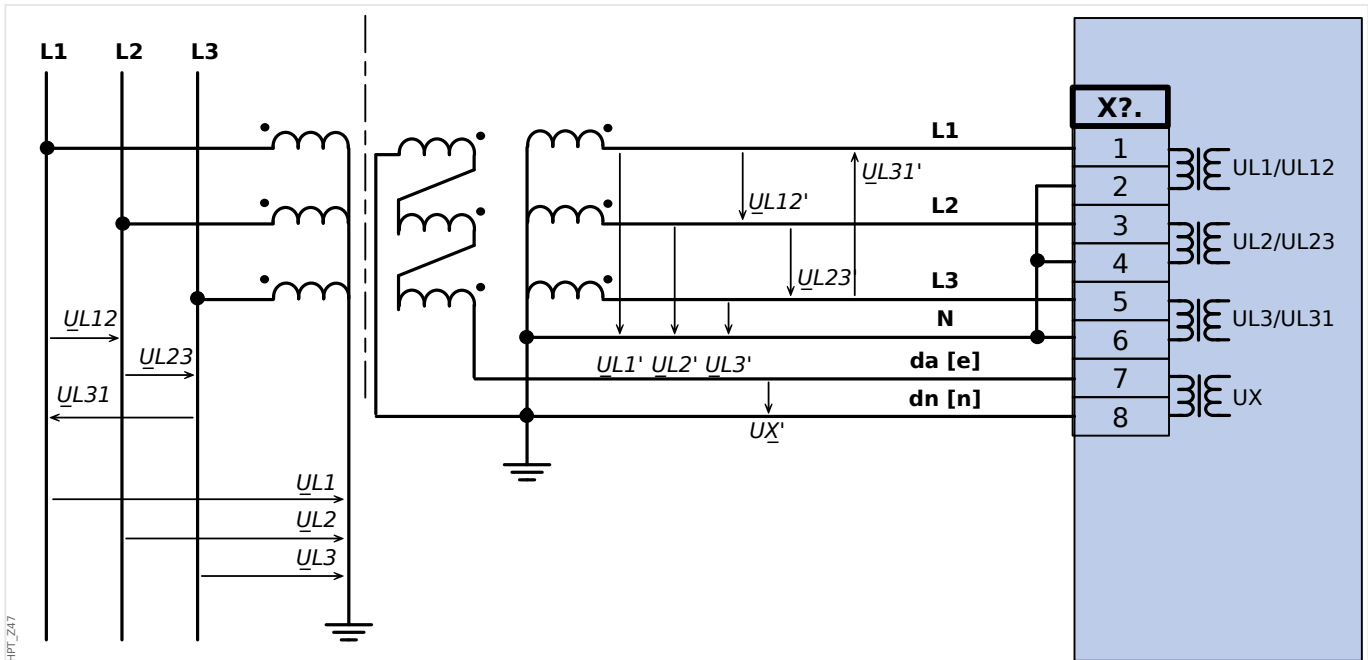 L1 L2 L3
X?.
L1
1
UL31'
UL1/UL12
2
UL12'
L2
3
UL2/UL23
4
UL23'
L3
5
UL12
N
UL3/UL31
6
UL23
UL1' UL2' UL3'
da [e]
7
UL31
dn [n]
UX
8
UX'
UL1
UL2
UL3
HPT_Z47